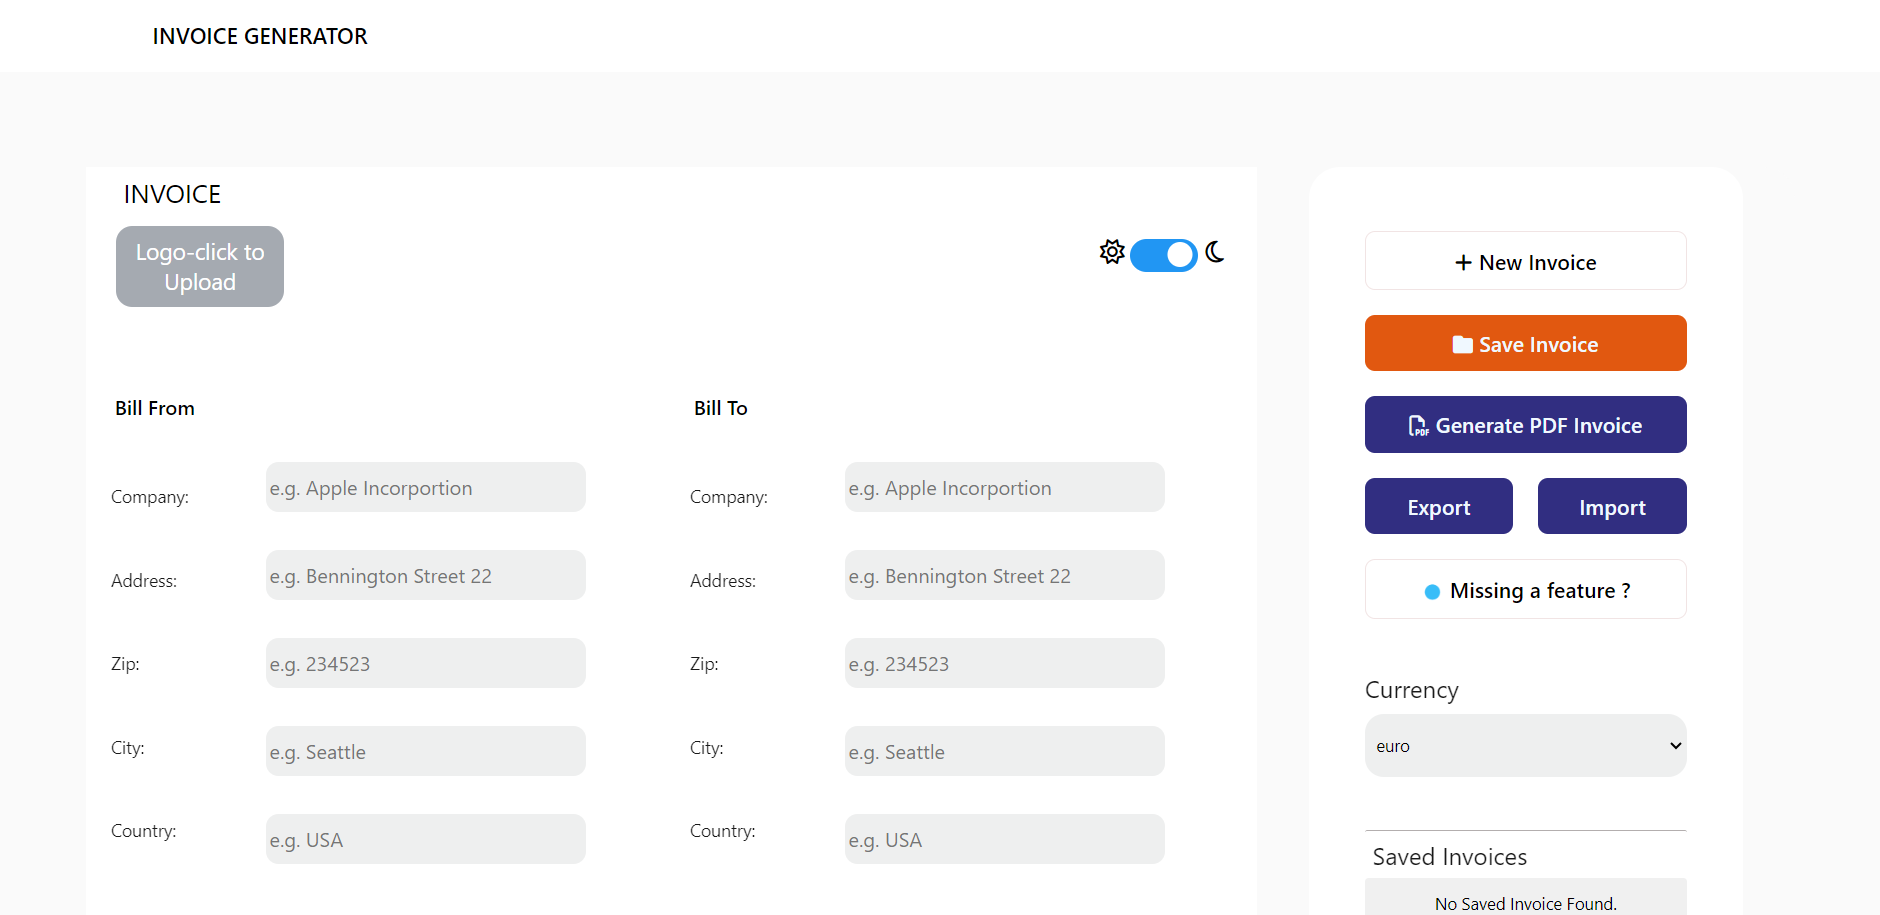 INVOICE GENERATOR
INVOICE
Logo-click to
Upload
Bill From
Company:
e.g. Apple Incorportion
Address:
e.g. Bennington Street 22
Zip:
e.g. 234523
City:
e.g. Seattle
Country:
e.g. USA
Bill To
Company:
e.g. Apple Incorportion
Address:
e.g. Bennington Street 22
Zip:
e.g. 234523
City:
e.g. Seattle
Country:
e.g. USA
+ New Invoice
Save Invoice
PDF Generate PDF Invoice
Export
Import
Missing a feature ?
Currency
euro
Saved Invoices
No Saved Invoice Found.